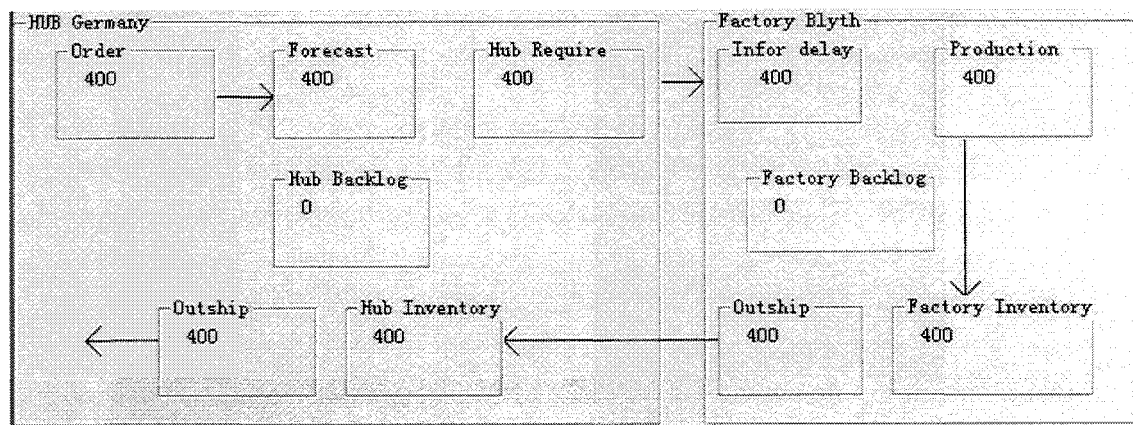 HUB Germany
Factory Blyth
Order
400
Forecast
400
Hub Require
400
Infor delay
400
Production
400
Hub Backlog
0
Factory Backlog
0
Outship
400
Hub Inventory
400
Outship
400
Factory Inventory
400